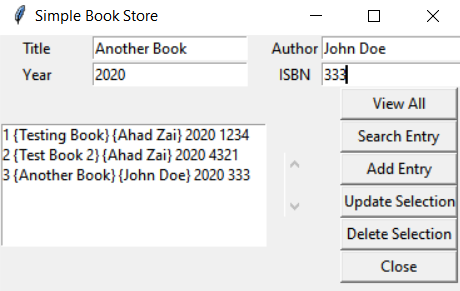 Simple Book Store
Title Another Book Author John Doe
Year 2020 ISBN 333
View All
1 {Testing Book} {Ahad Zai} 2020 1234
Search Entry
2 {Test Book 2} {Ahad Zai} 2020 4321
3 {Another Book} {John Doe} 2020 333
Add Entry
Update Selection
Delete Selection
Close